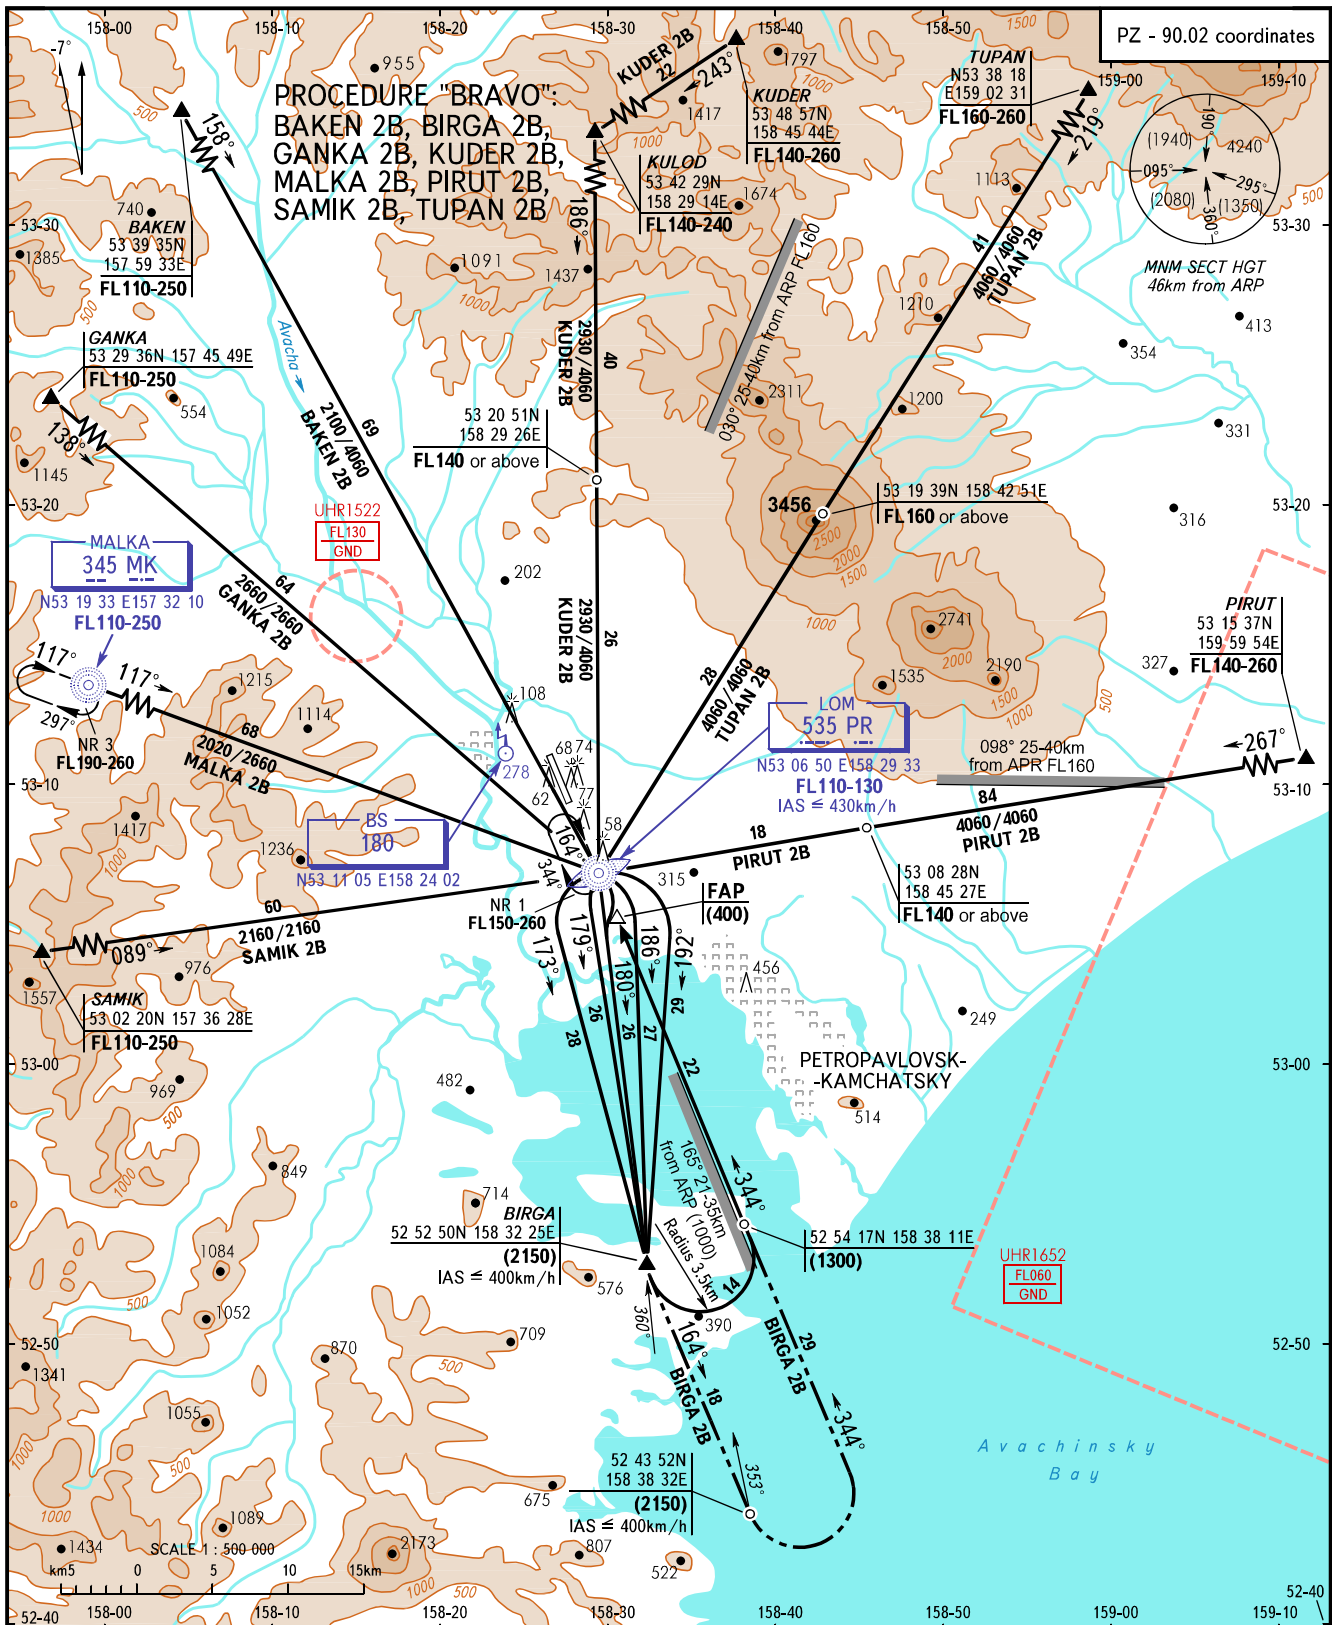 158-00
158-10
158-20
158-30
158-40
158-50
159-00
159-10
PZ - 90.02 coordinates
-7°
PROCEDURE "BRAVO":
BAKEN 2B, BIRGA 2B,
GANKA 2B, KUDER 2B,
MALKA 2B, PIRUT 2B,
SAMIK 2B, TUPAN 2B
KUDER 2B
22
243°
KUDER
53 48 57N
158 45 44E
FL140-260
KULOD
53 42 29N
158 29 14E
FL140-240
TUPAN
N53 38 18
E159 02 31
FL160-260
219°
190°
(1940)
4240
095°
295°
(2080)
(1350)
360°
MNM SECT HGT
46km from ARP
158°
BAKEN
53 39 35N
157 59 33E
FL110-250
GANKA
53 29 36N 157 45 49E
FL110-250
138°
Avacha
69
2100/4060
BAKEN 2B
186°
40
2930/4060
KUDER 2B
53 20 51N
158 29 26E
FL140 or above
26
2930/4060
KUDER 2B
030° 25-40km from ARP FL160
41
4060/4060
TUPAN 2B
53 19 39N 158 42 51E
FL160 or above
3456
28
4060/4060
TUPAN 2B
UHR1522
FL130
GND
MALKA
345 MK
N53 19 33 E157 32 10
FL110-250
117°
117°
297°
NR 3
FL190-260
64
2660/2660
GANKA 2B
68
2020/2660
MALKA 2B
BS
180
N53 11 05 E158 24 02
LOM
535 PR
N53 06 50 E158 29 33
FL110-130
IAS ≤ 430km/h
PIRUT
53 15 37N
159 59 54E
FL140-260
267°
098° 25-40km
from APR FL160
84
4060/4060
PIRUT 2B
18
PIRUT 2B
53 08 28N
158 45 27E
FL140 or above
60
2160/2160
SAMIK 2B
089°
SAMIK
53 02 20N 157 36 28E
FL110-250
164°
344°
NR 1
FL150-260
FAP
(400)
173°
179°
180°
186°
192°
28
26
26
27
29
22
PETROPAVLOVSK-
-KAMCHATSKY
165° 21-35km
from ARP (1000)
344°
BIRGA
52 52 50N 158 32 25E
(2150)
IAS ≤ 400km/h
52 54 17N 158 38 11E
(1300)
Radius 3.5km
14
360°
164°
18
BIRGA 2B
29
BIRGA 2B
344°
353°
52 43 52N
158 38 32E
(2150)
IAS ≤ 400km/h
UHR1652
FL060
GND
Avachinsky
Bay
SCALE 1 : 500 000
km5
0
5
10
15km
53-30
53-20
53-10
53-00
52-50
52-40
53-30
53-20
53-10
53-00
52-50
52-40
955
1797
1417
1674
1113
740
1385
1091
1437
1210
413
354
554
2311
1200
331
1145
316
202
2741
2190
1535
327
1215
1114
108
278
68
74
62
77
58
1417
1236
315
456
976
1557
249
969
482
514
849
714
1084
576
1052
390
870
709
1341
1055
675
1089
1434
2173
807
522
500
1000
1500
2000
2500
158-00
158-10
158-20
158-30
158-40
158-50
159-00
159-10